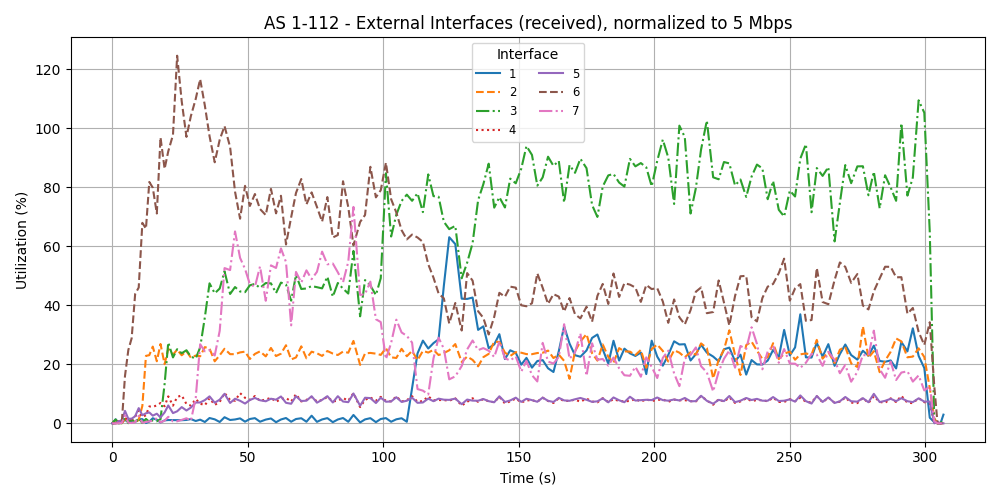 AS 1-112 - External Interfaces (received), normalized to 5 Mbps
Interface
1 5
2 6
3 7
4
Utilization (%)
120
100
80
60
40
20
0
0 50 100 150 200 250 300
Time (s)